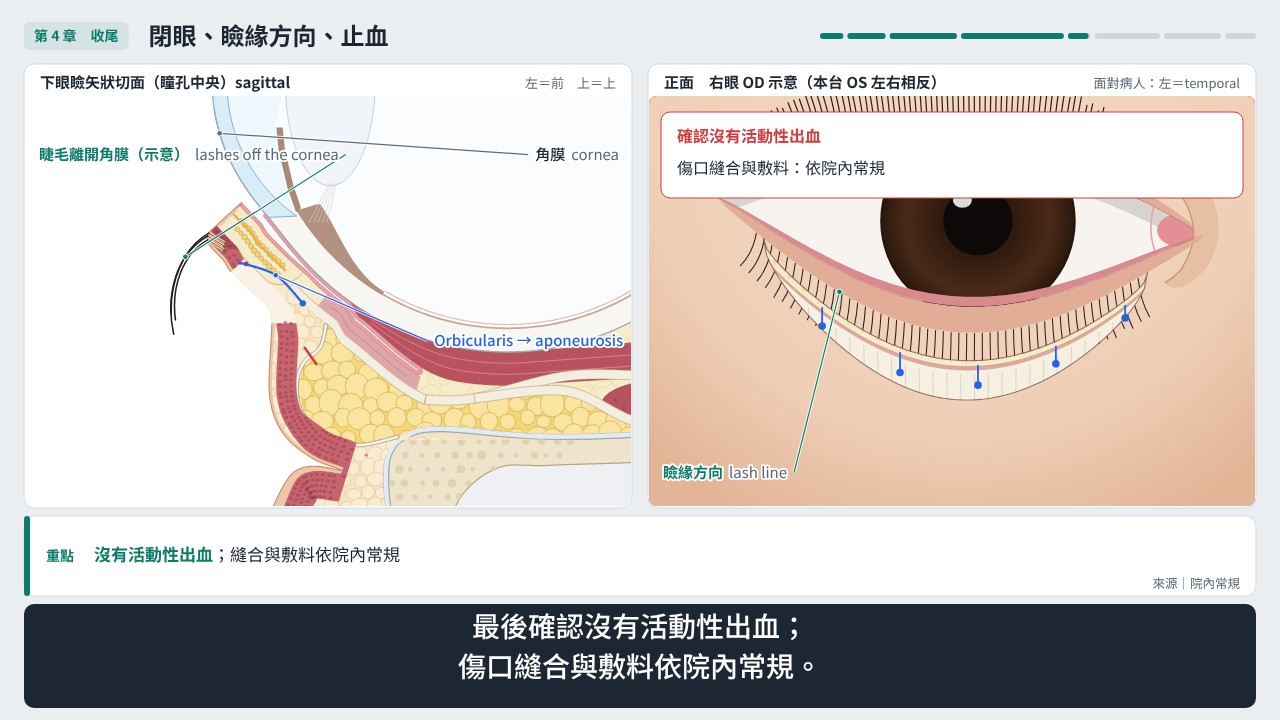 第 4 章　收尾
閉眼、瞼緣方向、止血
下眼瞼矢狀切面（瞳孔中央）sagittal
左＝前　上＝上
睫毛離開角膜（示意） lashes off the cornea
角膜 cornea
Orbicularis → aponeurosis
正面　右眼 OD 示意（本台 OS 左右相反）
面對病人：左＝temporal
確認沒有活動性出血
傷口縫合與敷料：依院內常規
瞼緣方向 lash line
重點　沒有活動性出血；縫合與敷料依院內常規
來源｜院內常規
最後確認沒有活動性出血；
傷口縫合與敷料依院內常規。